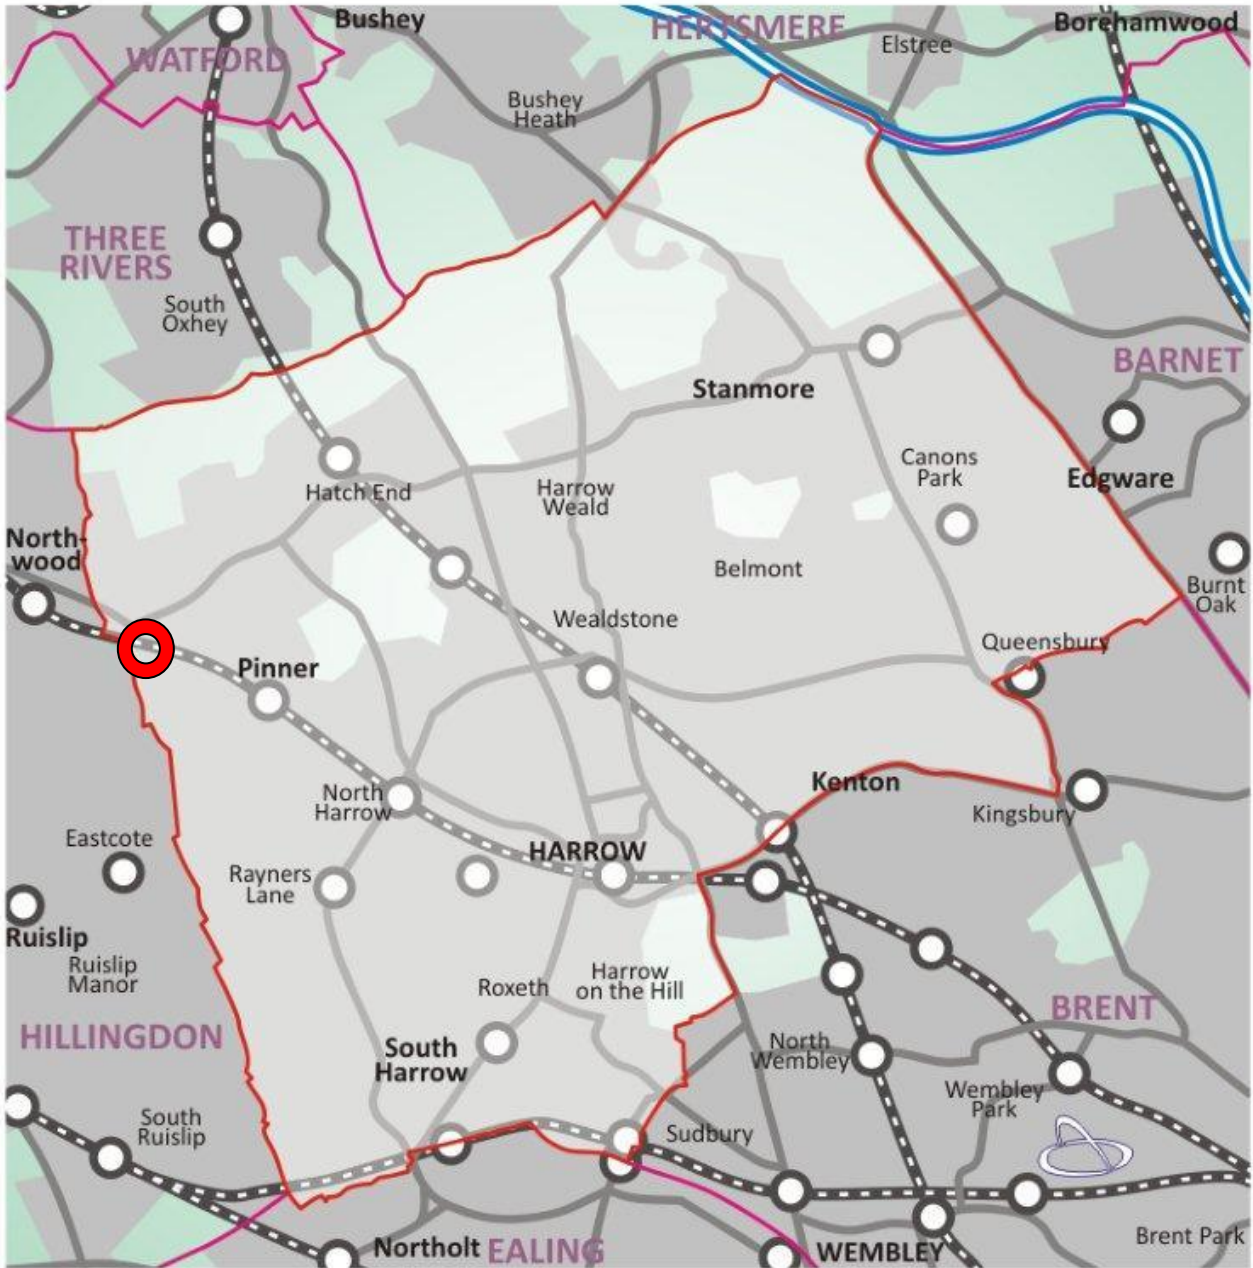 Bushey
HERTSMERE
Borehamwood
Elstree
WATFORD
Bushey
Heath
THREE
RIVERS
South
Oxhey
BARNET
Stanmore
Edgware
Canons
Park
Hatch End
Harrow
Weald
North-
wood
Belmont
Burnt
Oak
Wealdstone
Queensbury
Pinner
Kenton
North
Harrow
Kingsbury
Eastcote
HARROW
Rayners
Lane
Ruislip
Ruislip
Manor
Roxeth
Harrow
on the Hill
HILLINGDON
BRENT
South
Harrow
North
Wembley
Wembley
Park
South
Ruislip
Sudbury
Northolt
EALING
WEMBLEY
Brent Park